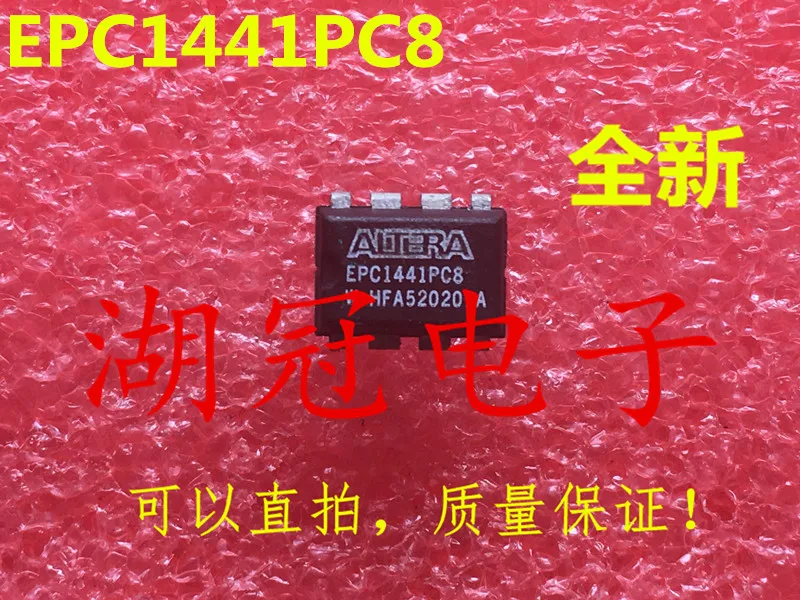 EPC1441PC8
全新
ALTERA
EPC1441PC8
湖冠电子
可以直拍，质量保证！